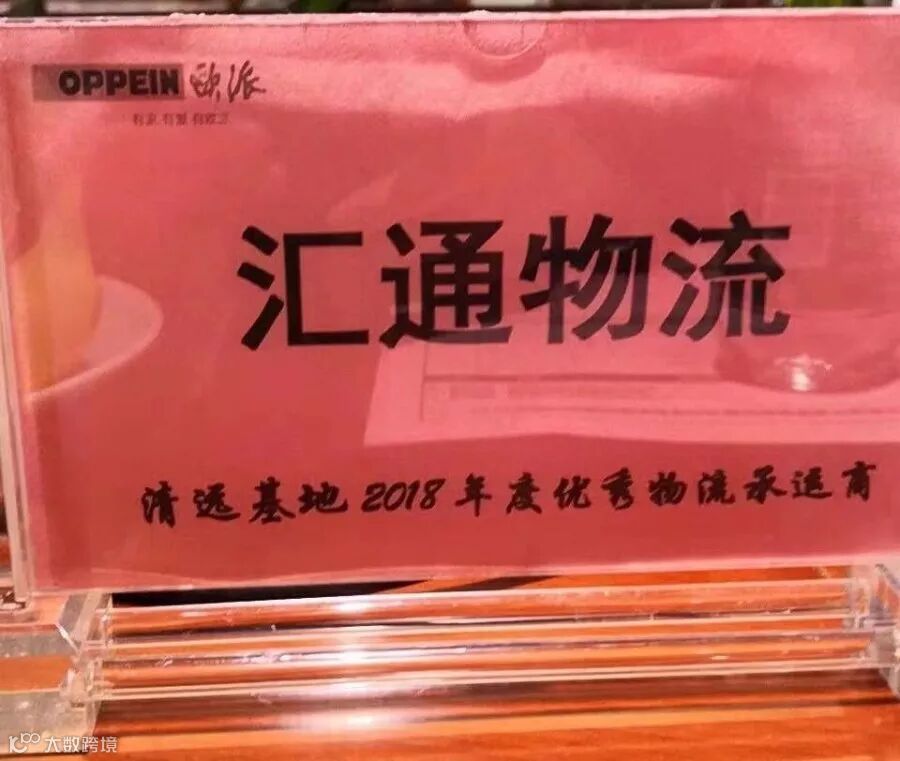 OPPEIN 欧派
有家 有爱 有欧派
汇通物流
清远基地2018年度优秀物流承运商
大数跨境